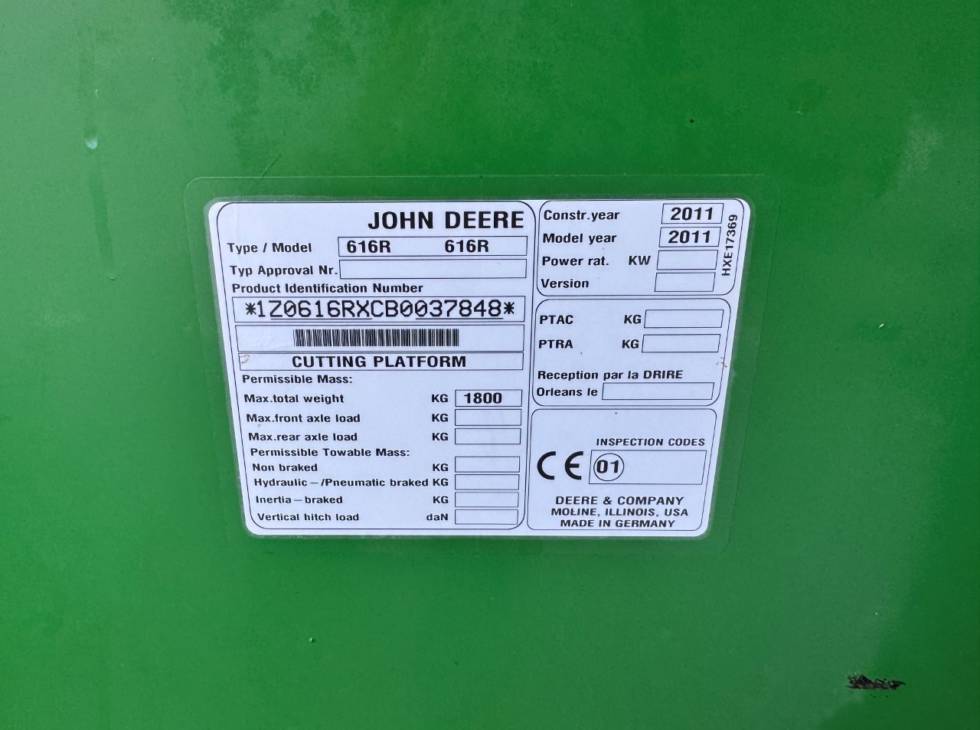 JOHN DEERE
Type / Model 616R 616R
Typ Approval Nr.
Product Identification Number
*1Z0616RXCB0037848*
CUTTING PLATFORM
Permissible Mass:
Max.total weight KG 1800
Max.front axle load KG
Max.rear axle load KG
Permissible Towable Mass:
Non braked KG
Hydraulic – /Pneumatic braked KG
Inertia – braked KG
Vertical hitch load daN
Constr.year 2011
Model year 2011
Power rat. KW
Version
HXE17369
PTAC KG
PTRA KG
Reception par la DRIRE
Orleans le
INSPECTION CODES
CE 01
DEERE & COMPANY
MOLINE, ILLINOIS, USA
MADE IN GERMANY